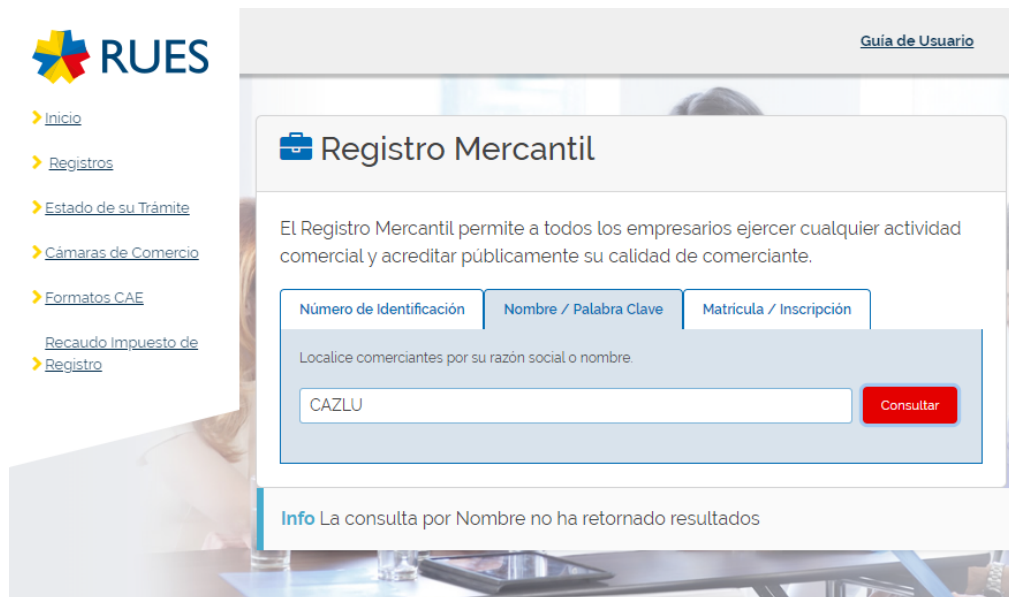 RUES
Guía de Usuario
Inicio
Registros
Estado de su Trámite
Cámaras de Comercio
Formatos CAE
Recaudo Impuesto de
Registro
Registro Mercantil
El Registro Mercantil permite a todos los empresarios ejercer cualquier actividad
comercial y acreditar públicamente su calidad de comerciante.
Número de Identificación
Nombre / Palabra Clave
Matrícula / Inscripción
Localice comerciantes por su razón social o nombre.
CAZLU
Consultar
Info La consulta por Nombre no ha retornado resultados